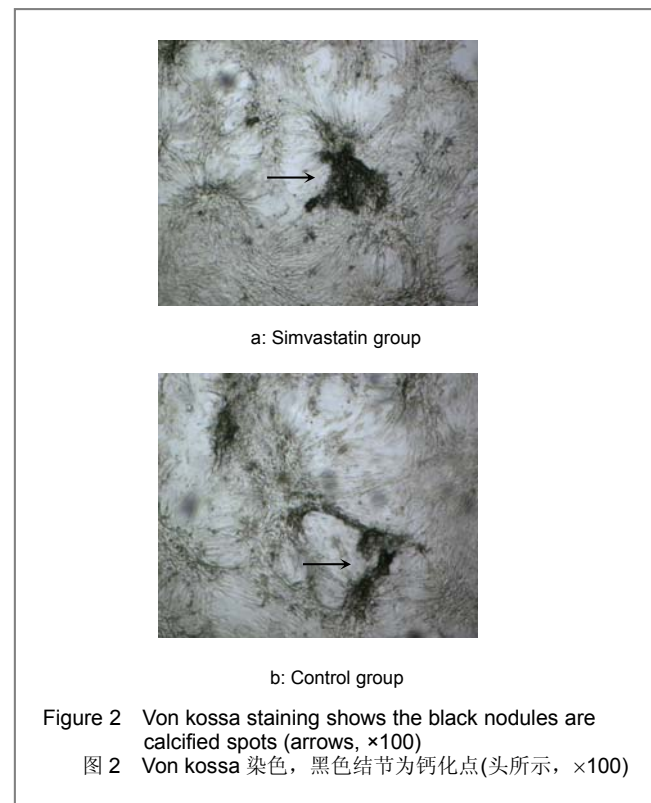 a: Simvastatin group
b: Control group
Figure 2 Von kossa staining shows the black nodules are
calcified spots (arrows, ×100)
图 2 Von kossa 染色，黑色结节为钙化点(头所示，×100)